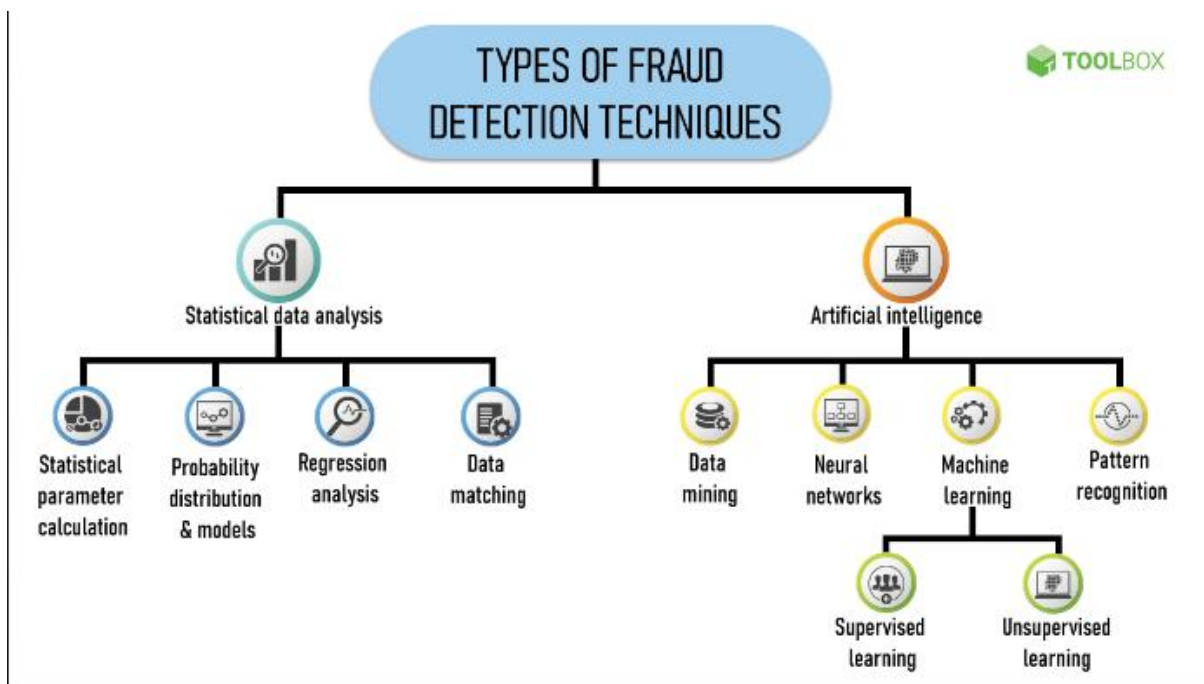 TYPES OF FRAUD
DETECTION TECHNIQUES
TOOLBOX
Statistical data analysis
Artificial intelligence
Statistical
parameter
calculation
Probability
distribution
& models
Regression
analysis
Data
matching
Data
mining
Neural
networks
Machine
learning
Pattern
recognition
Supervised
learning
Unsupervised
learning